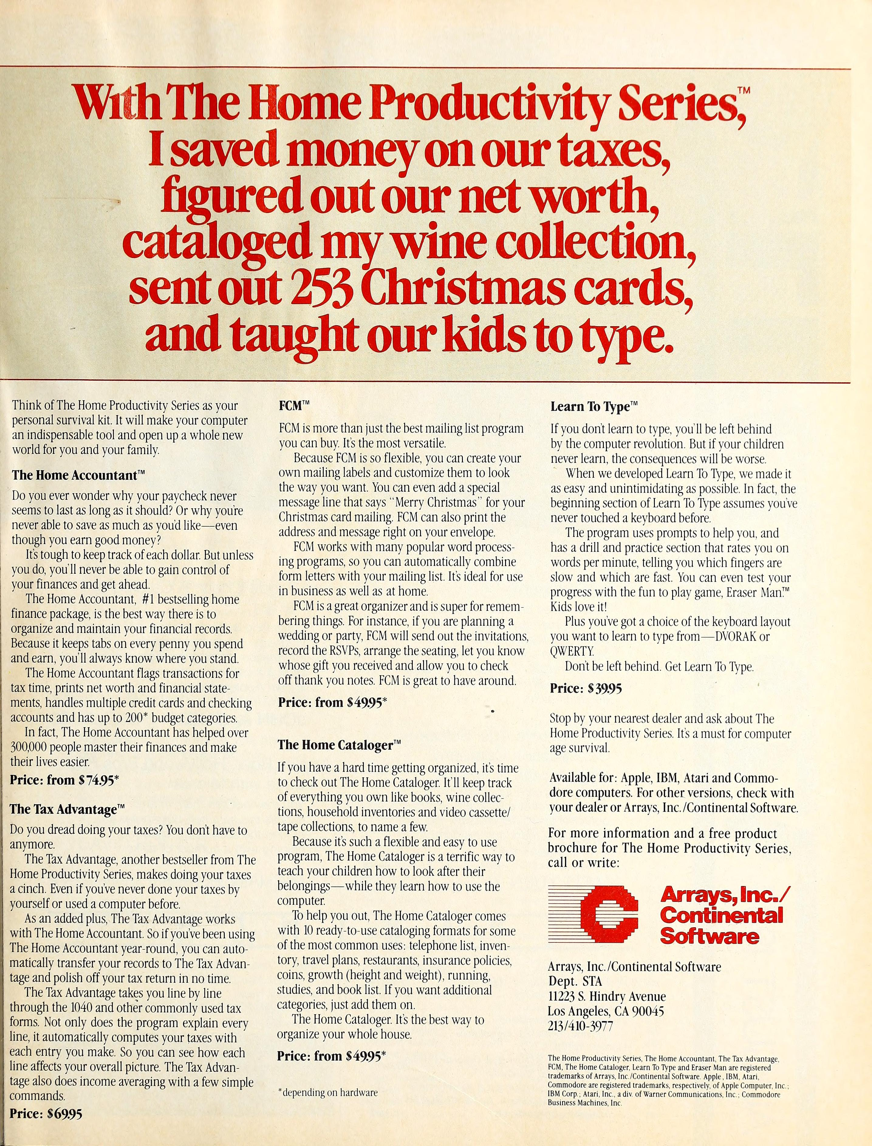 With The Home Productivity Series,™
I saved money on our taxes,
figured out our net worth,
cataloged my wine collection,
sent out 253 Christmas cards,
and taught our kids to type.
Think of The Home Productivity Series as your
personal survival kit. It will make your computer
an indispensable tool and open up a whole new
world for you and your family.
The Home Accountant™
Do you ever wonder why your paycheck never
seems to last as long as it should? Or why you're
never able to save as much as you'd like—even
though you earn good money?
It's tough to keep track of each dollar. But unless
you do, you'll never be able to gain control of
your finances and get ahead.
The Home Accountant, #1 bestselling home
finance package, is the best way there is to
organize and maintain your financial records.
Because it keeps tabs on every penny you spend
and earn, you'll always know where you stand.
The Home Accountant flags transactions for
tax time, prints net worth and financial state-
ments, handles multiple credit cards and checking
accounts and has up to 200* budget categories.
In fact, The Home Accountant has helped over
300,000 people master their finances and make
their lives easier.
Price: from $74.95*
The Tax Advantage™
Do you dread doing your taxes? You don't have to
anymore.
The Tax Advantage, another bestseller from The
Home Productivity Series, makes doing your taxes
a cinch. Even if you've never done your taxes by
yourself or used a computer before.
As an added plus, The Tax Advantage works
with The Home Accountant. So if you've been using
The Home Accountant year-round, you can auto-
matically transfer your records to The Tax Advan-
tage and polish off your tax return in no time.
The Tax Advantage takes you line by line
through the 1040 and other commonly used tax
forms. Not only does the program explain every
line, it automatically computes your taxes with
each entry you make. So you can see how each
line affects your overall picture. The Tax Advan-
tage also does income averaging with a few simple
commands.
Price: $69.95
FCM™
FCM is more than just the best mailing list program
you can buy. It's the most versatile.
Because FCM is so flexible, you can create your
own mailing labels and customize them to look
the way you want. You can even add a special
message line that says "Merry Christmas" for your
Christmas card mailing. FCM can also print the
address and message right on your envelope.
FCM works with many popular word process-
ing programs, so you can automatically combine
form letters with your mailing list. It's ideal for use
in business as well as at home.
FCM is a great organizer and is super for remem-
bering things. For instance, if you are planning a
wedding or party, FCM will send out the invitations,
record the RSVPs, arrange the seating, let you know
whose gift you received and allow you to check
off thank you notes. FCM is great to have around.
Price: from $49.95*
The Home Cataloger™
If you have a hard time getting organized, it's time
to check out The Home Cataloger. It'll keep track
of everything you own like books, wine collec-
tions, household inventories and video cassette/
tape collections, to name a few.
Because it's such a flexible and easy to use
program, The Home Cataloger is a terrific way to
teach your children how to look after their
belongings—while they learn how to use the
computer.
To help you out, The Home Cataloger comes
with 10 ready-to-use cataloging formats for some
of the most common uses: telephone list, inven-
tory, travel plans, restaurants, insurance policies,
coins, growth (height and weight), running,
studies, and book list. If you want additional
categories, just add them on.
The Home Cataloger. It's the best way to
organize your whole house.
Price: from $49.95*
*depending on hardware
Learn To Type™
If you don't learn to type, you'll be left behind
by the computer revolution. But if your children
never learn, the consequences will be worse.
When we developed Learn To Type, we made it
as easy and unintimidating as possible. In fact, the
beginning section of Learn To Type assumes you've
never touched a keyboard before.
The program uses prompts to help you, and
has a drill and practice section that rates you on
words per minute, telling you which fingers are
slow and which are fast. You can even test your
progress with the fun to play game, Eraser Man.™
Kids love it!
Plus you've got a choice of the keyboard layout
you want to learn to type from—DVORAK or
QWERTY.
Don't be left behind. Get Learn To Type.
Price: $39.95
Stop by your nearest dealer and ask about The
Home Productivity Series. It's a must for computer
age survival.
Available for: Apple, IBM, Atari and Commo-
dore computers. For other versions, check with
your dealer or Arrays, Inc./Continental Software.
For more information and a free product
brochure for The Home Productivity Series,
call or write:
Arrays, Inc./
Continental
Software
Arrays, Inc./Continental Software
Dept. STA
11223 S. Hindry Avenue
Los Angeles, CA 90045
213/410-3977
The Home Productivity Series, The Home Accountant, The Tax Advantage,
FCM, The Home Cataloger, Learn To Type and Eraser Man are registered
trademarks of Arrays, Inc./Continental Software. Apple, IBM, Atari,
Commodore are registered trademarks, respectively, of Apple Computer, Inc.;
IBM Corp.; Atari, Inc., a div. of Warner Communications, Inc.; Commodore
Business Machines, Inc.